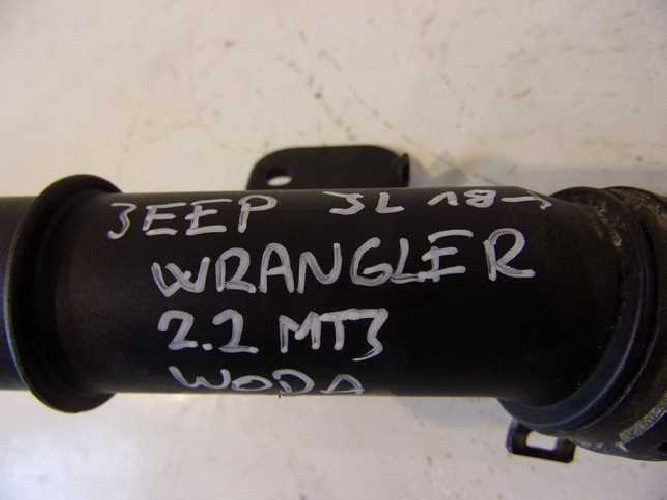 JEEP JL 18→
WRANGLER
2.2 MTJ
WODA